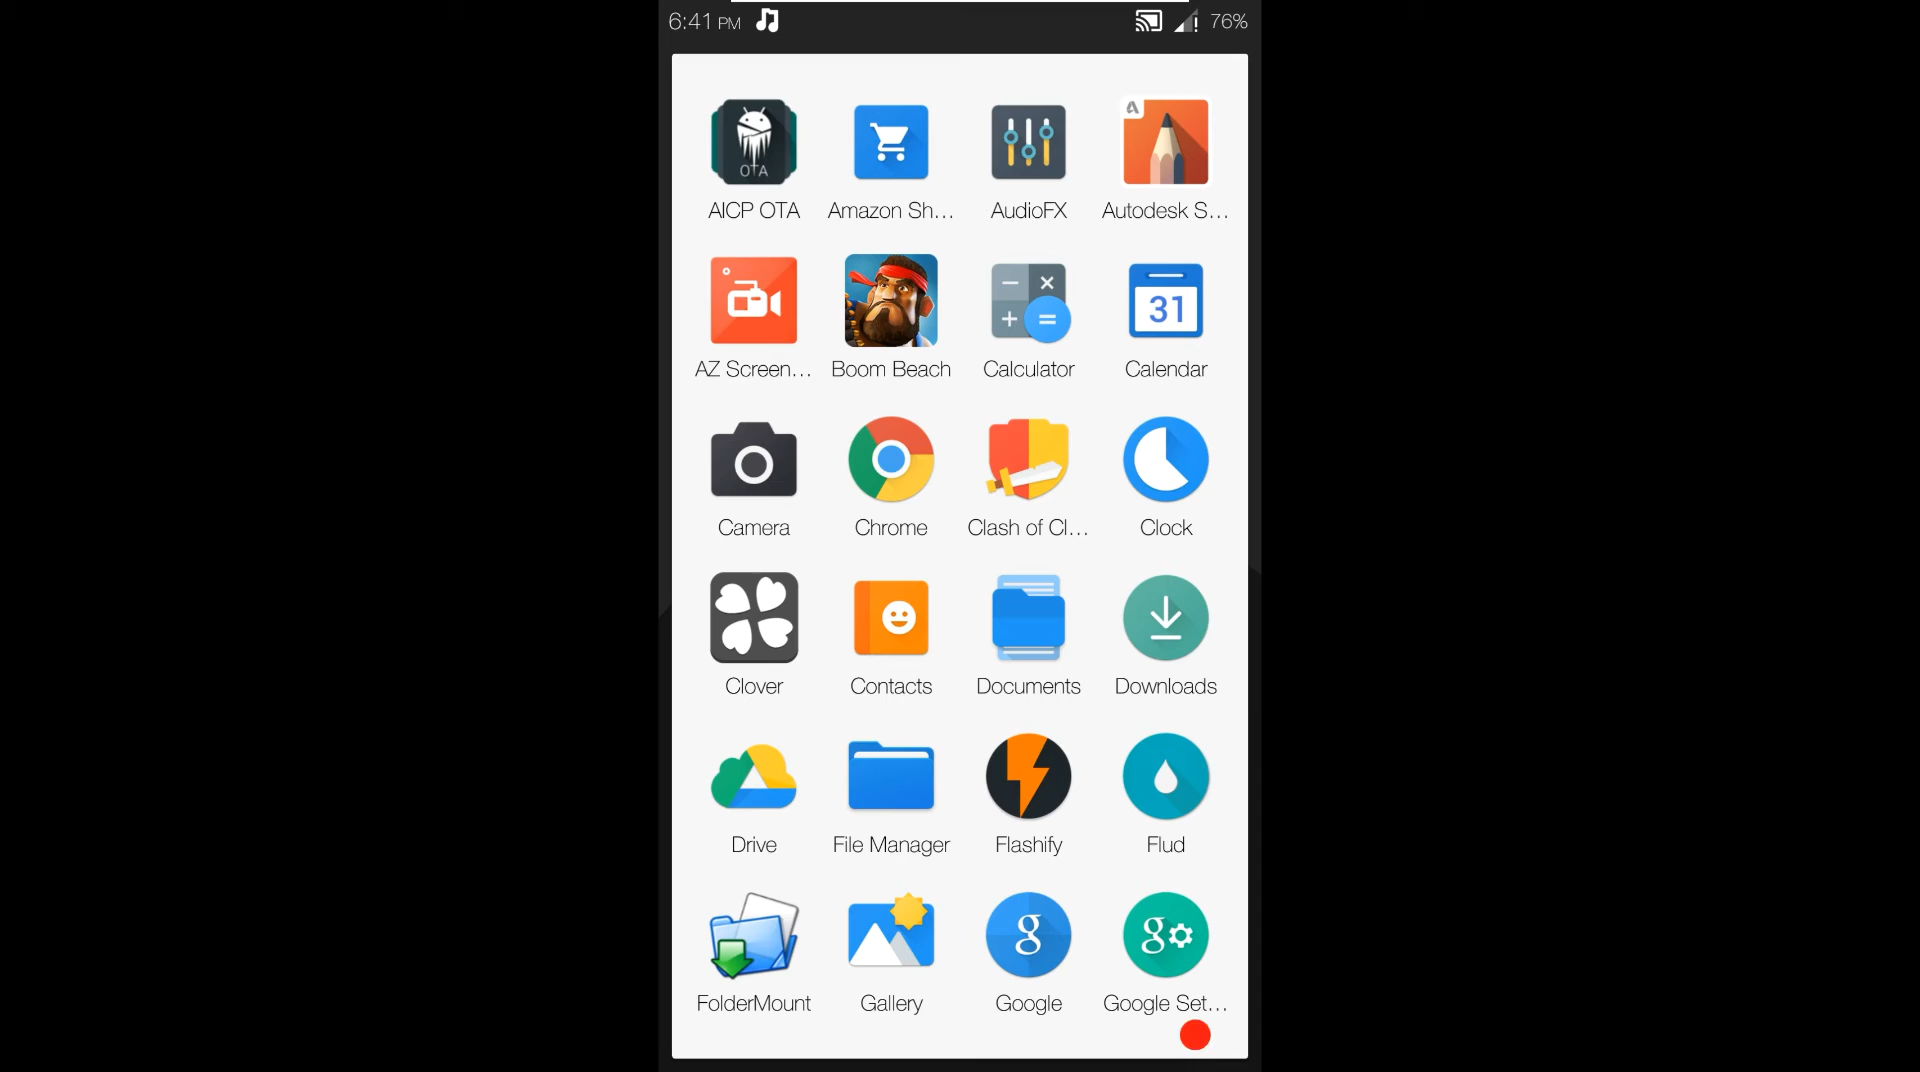 6:41 PM 76%
OTA
AICP OTA Amazon Sh... AudioFX Autodesk S...
31
AZ Screen... Boom Beach Calculator Calendar
Camera Chrome Clash of Cl... Clock
Clover Contacts Documents Downloads
Drive File Manager Flashify Flud
g g
FolderMount Gallery Google Google Set...